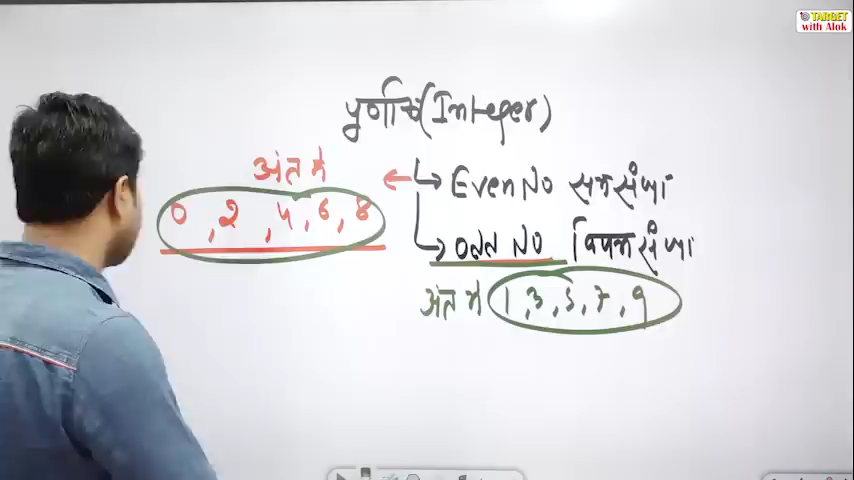 TARGET
with Alok
पूर्णांक (Integer)
अंत में
Even No सम संख्या
0, 2, 4, 6, 8
No विषम संख्या
अंत में 1, 3, 5, 7, 9